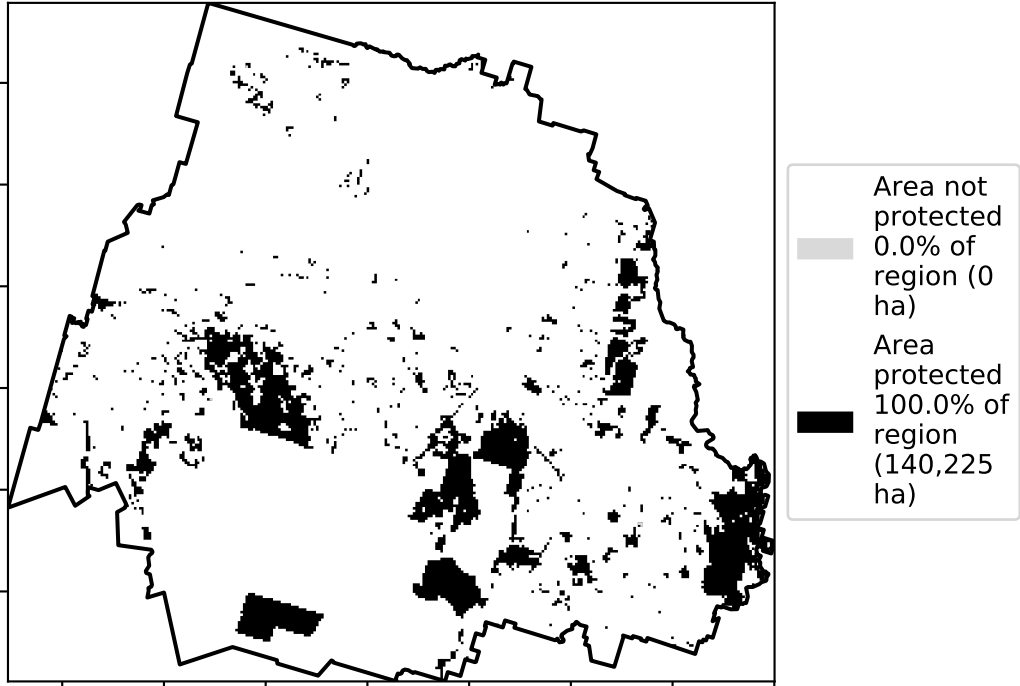 Area not
protected
0.0% of
region (0
ha)
Area
protected
100.0% of
region
(140,225
ha)